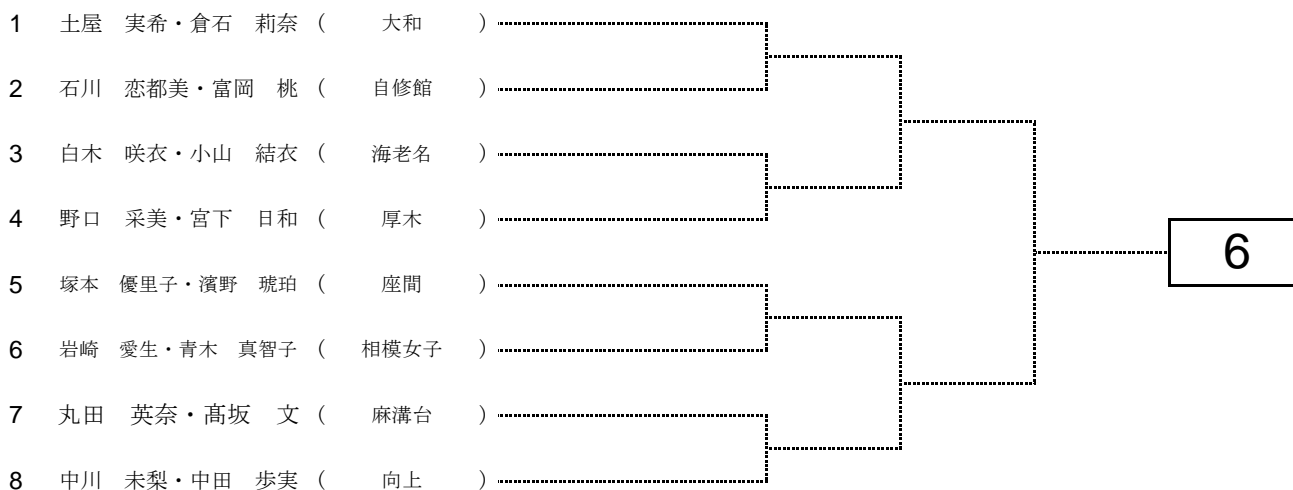 1 土屋 実希・倉石 莉奈 ( 大和 )
2 石川 恋都美・富岡 桃 ( 自修館 )
3 白木 咲衣・小山 結衣 ( 海老名 )
4 野口 采美・宮下 日和 ( 厚木 )
5 塚本 優里子・濱野 琥珀 ( 座間 )
6
6 岩崎 愛生・青木 真智子 ( 相模女子 )
7 丸田 英奈・髙坂 文 ( 麻溝台 )
8 中川 未梨・中田 歩実 ( 向上 )